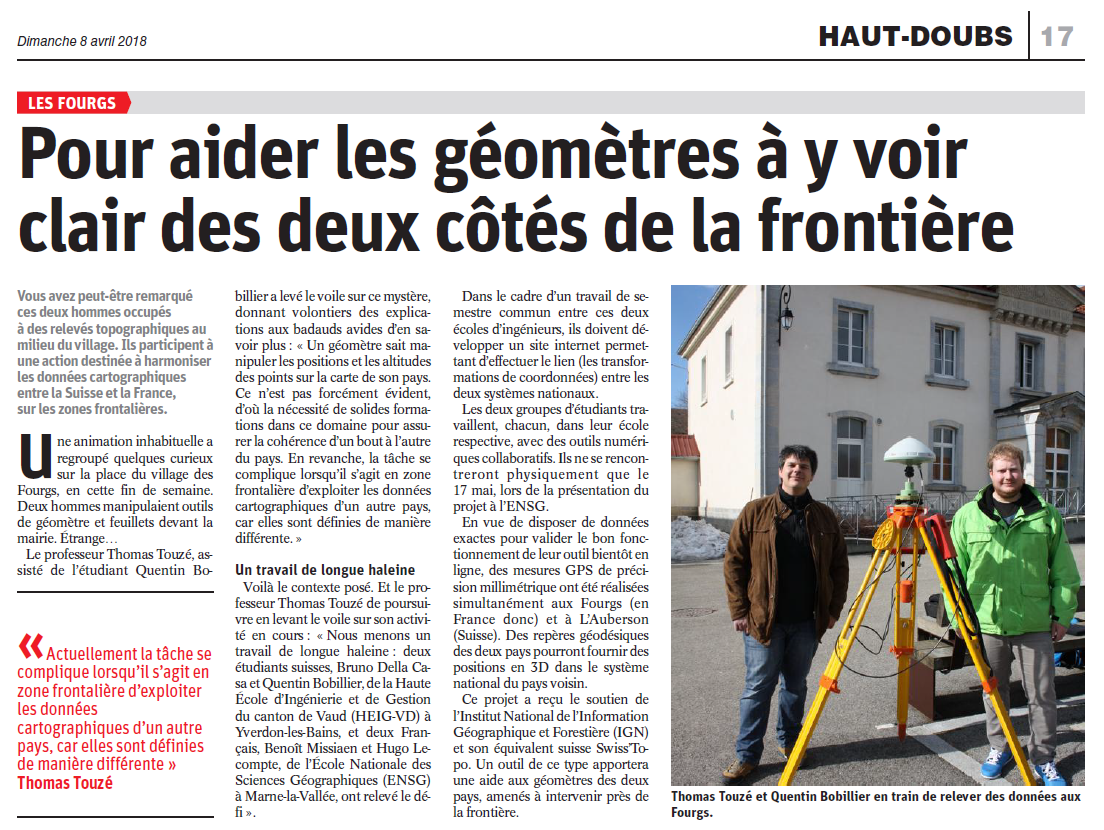 Dimanche 8 avril 2018
HAUT-DOUBS 17
LES FOURGS
Pour aider les géomètres à y voir
clair des deux côtés de la frontière
Vous avez peut-être remarqué
ces deux hommes occupés
à des relevés topographiques au
milieu du village. Ils participent à
une action destinée à harmoniser
les données cartographiques
entre la Suisse et la France,
sur les zones frontalières.
Une animation inhabituelle a
regroupé quelques curieux
sur la place du village des
Fourgs, en cette fin de semaine.
Deux hommes manipulaient outils
de géomètre et feuillets devant la
mairie. Étrange…
Le professeur Thomas Touzé, as-
sisté de l'étudiant Quentin Bo-
« Actuellement la tâche se
complique lorsqu'il s'agit en
zone frontalière d'exploiter
les données
cartographiques d'un autre
pays, car elles sont définies
de manière différente »
Thomas Touzé
billier a levé le voile sur ce mystère,
donnant volontiers des explica-
tions aux badauds avides d'en sa-
voir plus : « Un géomètre sait ma-
nipuler les positions et les altitudes
des points sur la carte de son pays.
Ce n'est pas forcément évident,
d'où la nécessité de solides forma-
tions dans ce domaine pour assu-
rer la cohérence d'un bout à l'autre
du pays. En revanche, la tâche se
complique lorsqu'il s'agit en zone
frontalière d'exploiter les données
cartographiques d'un autre pays,
car elles sont définies de manière
différente. »
Un travail de longue haleine
Voilà le contexte posé. Et le pro-
fesseur Thomas Touzé de poursui-
vre en levant le voile sur son activi-
té en cours : « Nous menons un
travail de longue haleine : deux
étudiants suisses, Bruno Della Ca-
sa et Quentin Bobillier, de la Haute
École d'Ingénierie et de Gestion
du canton de Vaud (HEIG-VD) à
Yverdon-les-Bains, et deux Fran-
çais, Benoît Missiaen et Hugo Le-
compte, de l'École Nationale des
Sciences Géographiques (ENSG)
à Marne-la-Vallée, ont relevé le dé-
fi ».
Dans le cadre d'un travail de se-
mestre commun entre ces deux
écoles d'ingénieurs, ils doivent dé-
velopper un site internet permet-
tant d'effectuer le lien (les transfor-
mations de coordonnées) entre les
deux systèmes nationaux.
Les deux groupes d'étudiants tra-
vaillent, chacun, dans leur école
respective, avec des outils numéri-
ques collaboratifs. Ils ne se rencon-
treront physiquement que le
17 mai, lors de la présentation du
projet à l'ENSG.
En vue de disposer de données
exactes pour valider le bon fonc-
tionnement de leur outil bientôt en
ligne, des mesures GPS de préci-
sion millimétrique ont été réalisées
simultanément aux Fourgs (en
France donc) et à L'Auberson
(Suisse). Des repères géodésiques
des deux pays pourront fournir des
positions en 3D dans le système
national du pays voisin.
Ce projet a reçu le soutien de
l'Institut National de l'Information
Géographique et Forestière (IGN)
et son équivalent suisse Swiss'To-
po. Un outil de ce type apportera
une aide aux géomètres des deux
pays, amenés à intervenir près de
la frontière.
Thomas Touzé et Quentin Bobillier en train de relever des données aux
Fourgs.